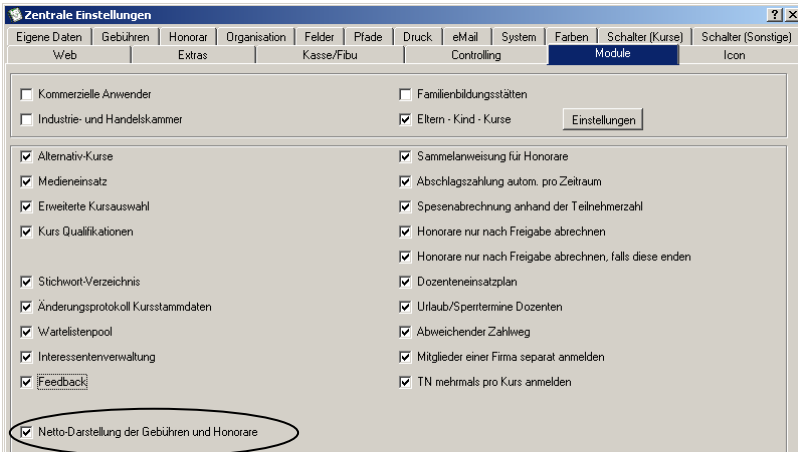 Zentrale Einstellungen
Eigene Daten Gebühren Honorar Organisation Felder Pfade Druck eMail System Farben Schalter (Kurse) Schalter (Sonstige)
Web Extras Kasse/Fibu Controlling Module Icon
Kommerzielle Anwender Familienbildungsstätten
Industrie- und Handelskammer Eltern - Kind - Kurse Einstellungen
Alternativ-Kurse Sammelanweisung für Honorare
Medieneinsatz Abschlagszahlung autom. pro Zeitraum
Erweiterte Kursauswahl Spesenabrechnung anhand der Teilnehmerzahl
Kurs Qualifikationen Honorare nur nach Freigabe abrechnen
Honorare nur nach Freigabe abrechnen, falls diese enden
Stichwort-Verzeichnis Dozenteneinsatzplan
Änderungsprotokoll Kursstammdaten Urlaub/Sperrtermine Dozenten
Wartelistenpool Abweichender Zahlweg
Interessentenverwaltung Mitglieder einer Firma separat anmelden
Feedback TN mehrmals pro Kurs anmelden
Netto-Darstellung der Gebühren und Honorare